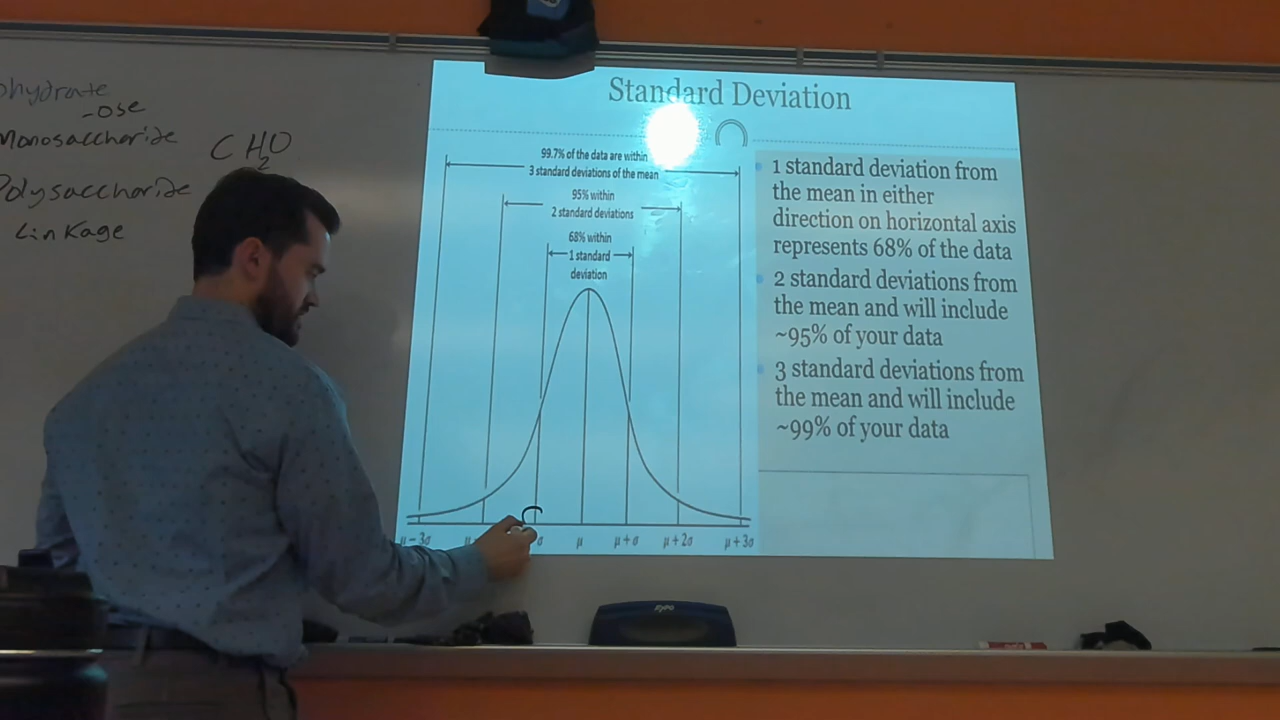 ohydrate
-ose
Monosaccharide
CH2O
Polysaccharide
Linkage
Standard Deviation
99.7% of the data are within
3 standard deviations of the mean
95% within
2 standard deviations
68% within
1 standard
deviation
μ - 3σ
σ
μ
μ + σ
μ + 2σ
μ + 3σ
1 standard deviation from
the mean in either
direction on horizontal axis
represents 68% of the data
2 standard deviations from
the mean and will include
~95% of your data
3 standard deviations from
the mean and will include
~99% of your data
EXPO